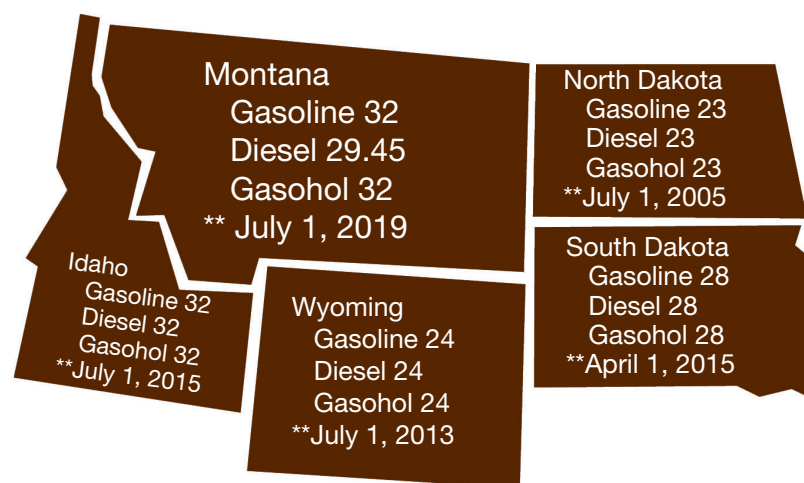 Montana
Gasoline 32
Diesel 29.45
Gasohol 32
** July 1, 2019
North Dakota
Gasoline 23
Diesel 23
Gasohol 23
**July 1, 2005
Idaho
Gasoline 32
Diesel 32
Gasohol 32
**July 1, 2015
Wyoming
Gasoline 24
Diesel 24
Gasohol 24
**July 1, 2013
South Dakota
Gasoline 28
Diesel 28
Gasohol 28
**April 1, 2015